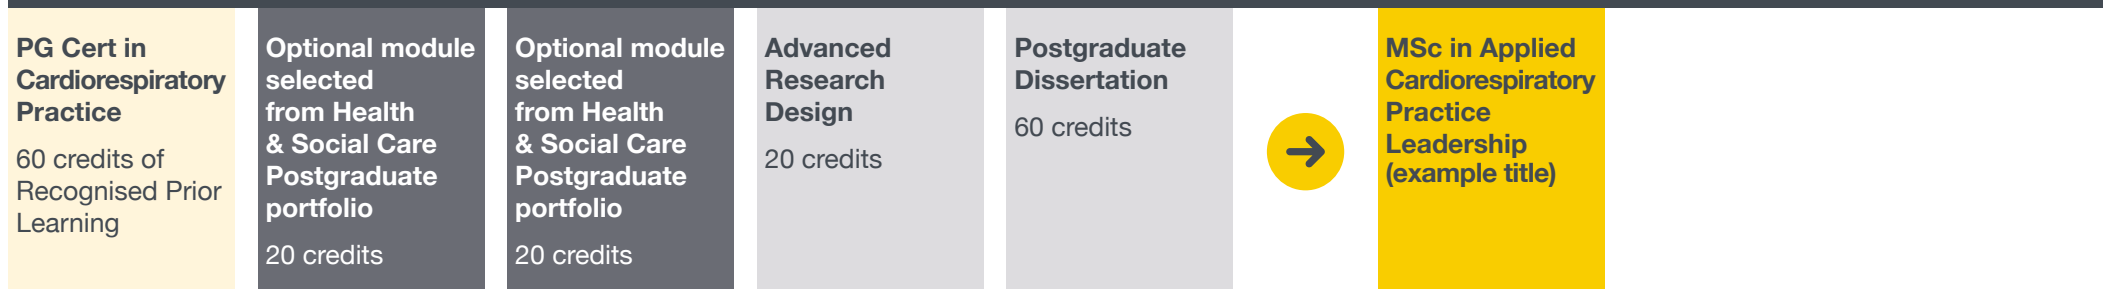 PG Cert in
Cardiorespiratory
Practice
60 credits of
Recognised Prior
Learning
Optional module
selected
from Health
& Social Care
Postgraduate
portfolio
20 credits
Optional module
selected
from Health
& Social Care
Postgraduate
portfolio
20 credits
Advanced
Research
Design
20 credits
Postgraduate
Dissertation
60 credits
MSc in Applied
Cardiorespiratory
Practice
Leadership
(example title)